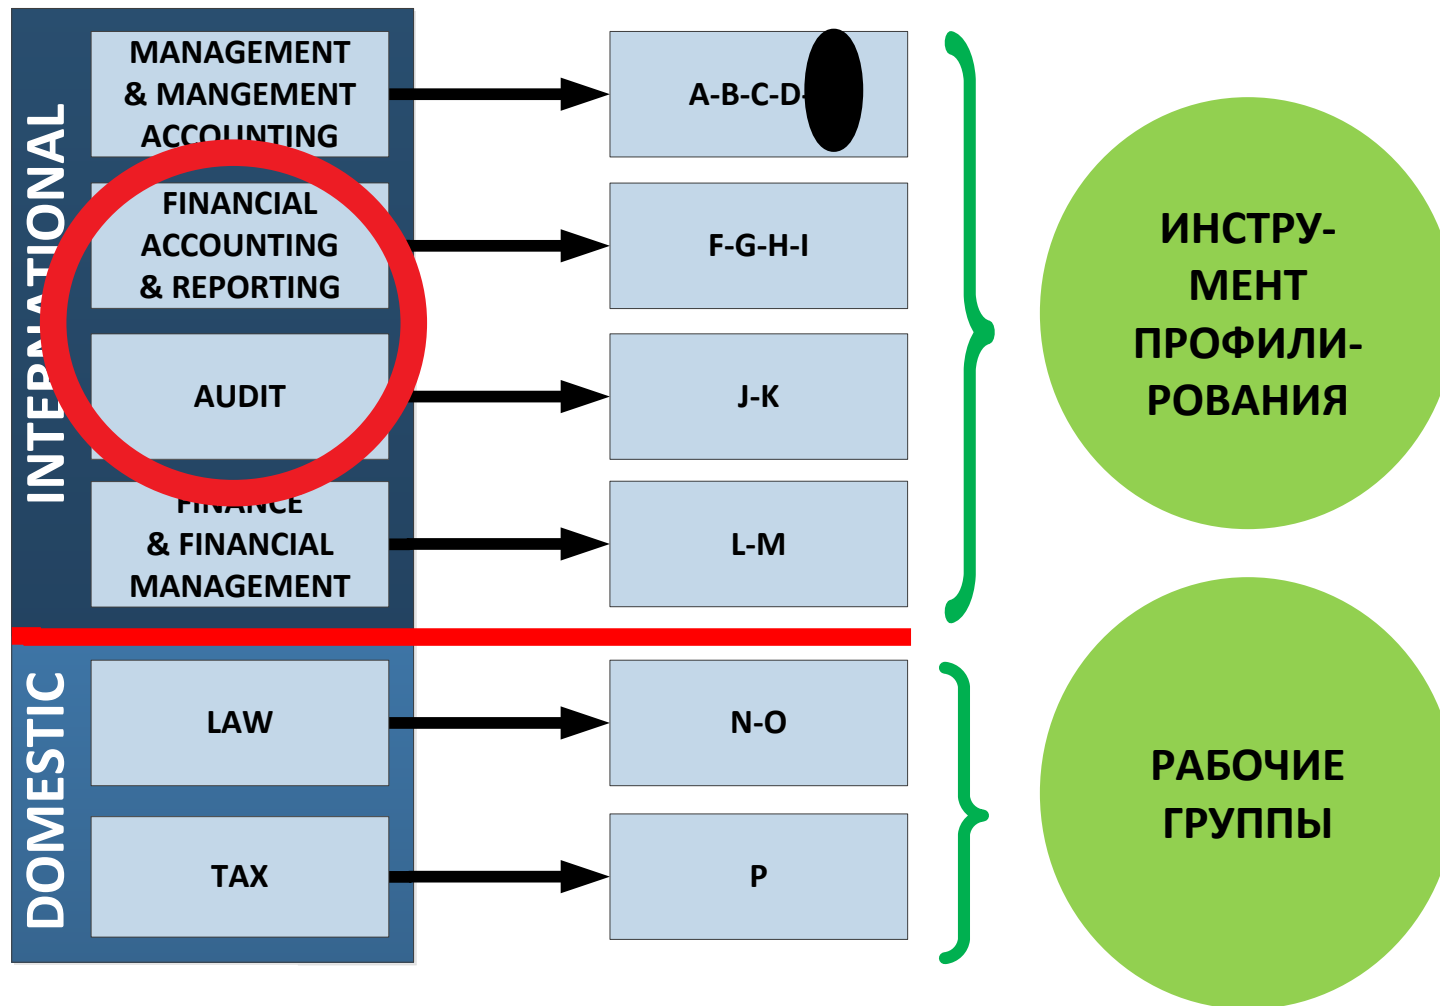 INTERNATIONAL
MANAGEMENT
& MANGEMENT
ACCOUNTING
A-B-C-D-
FINANCIAL
ACCOUNTING
& REPORTING
F-G-H-I
AUDIT
J-K
FINANCE
& FINANCIAL
MANAGEMENT
L-M
ИНСТРУ-
МЕНТ
ПРОФИЛИ-
РОВАНИЯ
DOMESTIC
LAW
N-O
TAX
P
РАБОЧИЕ
ГРУППЫ